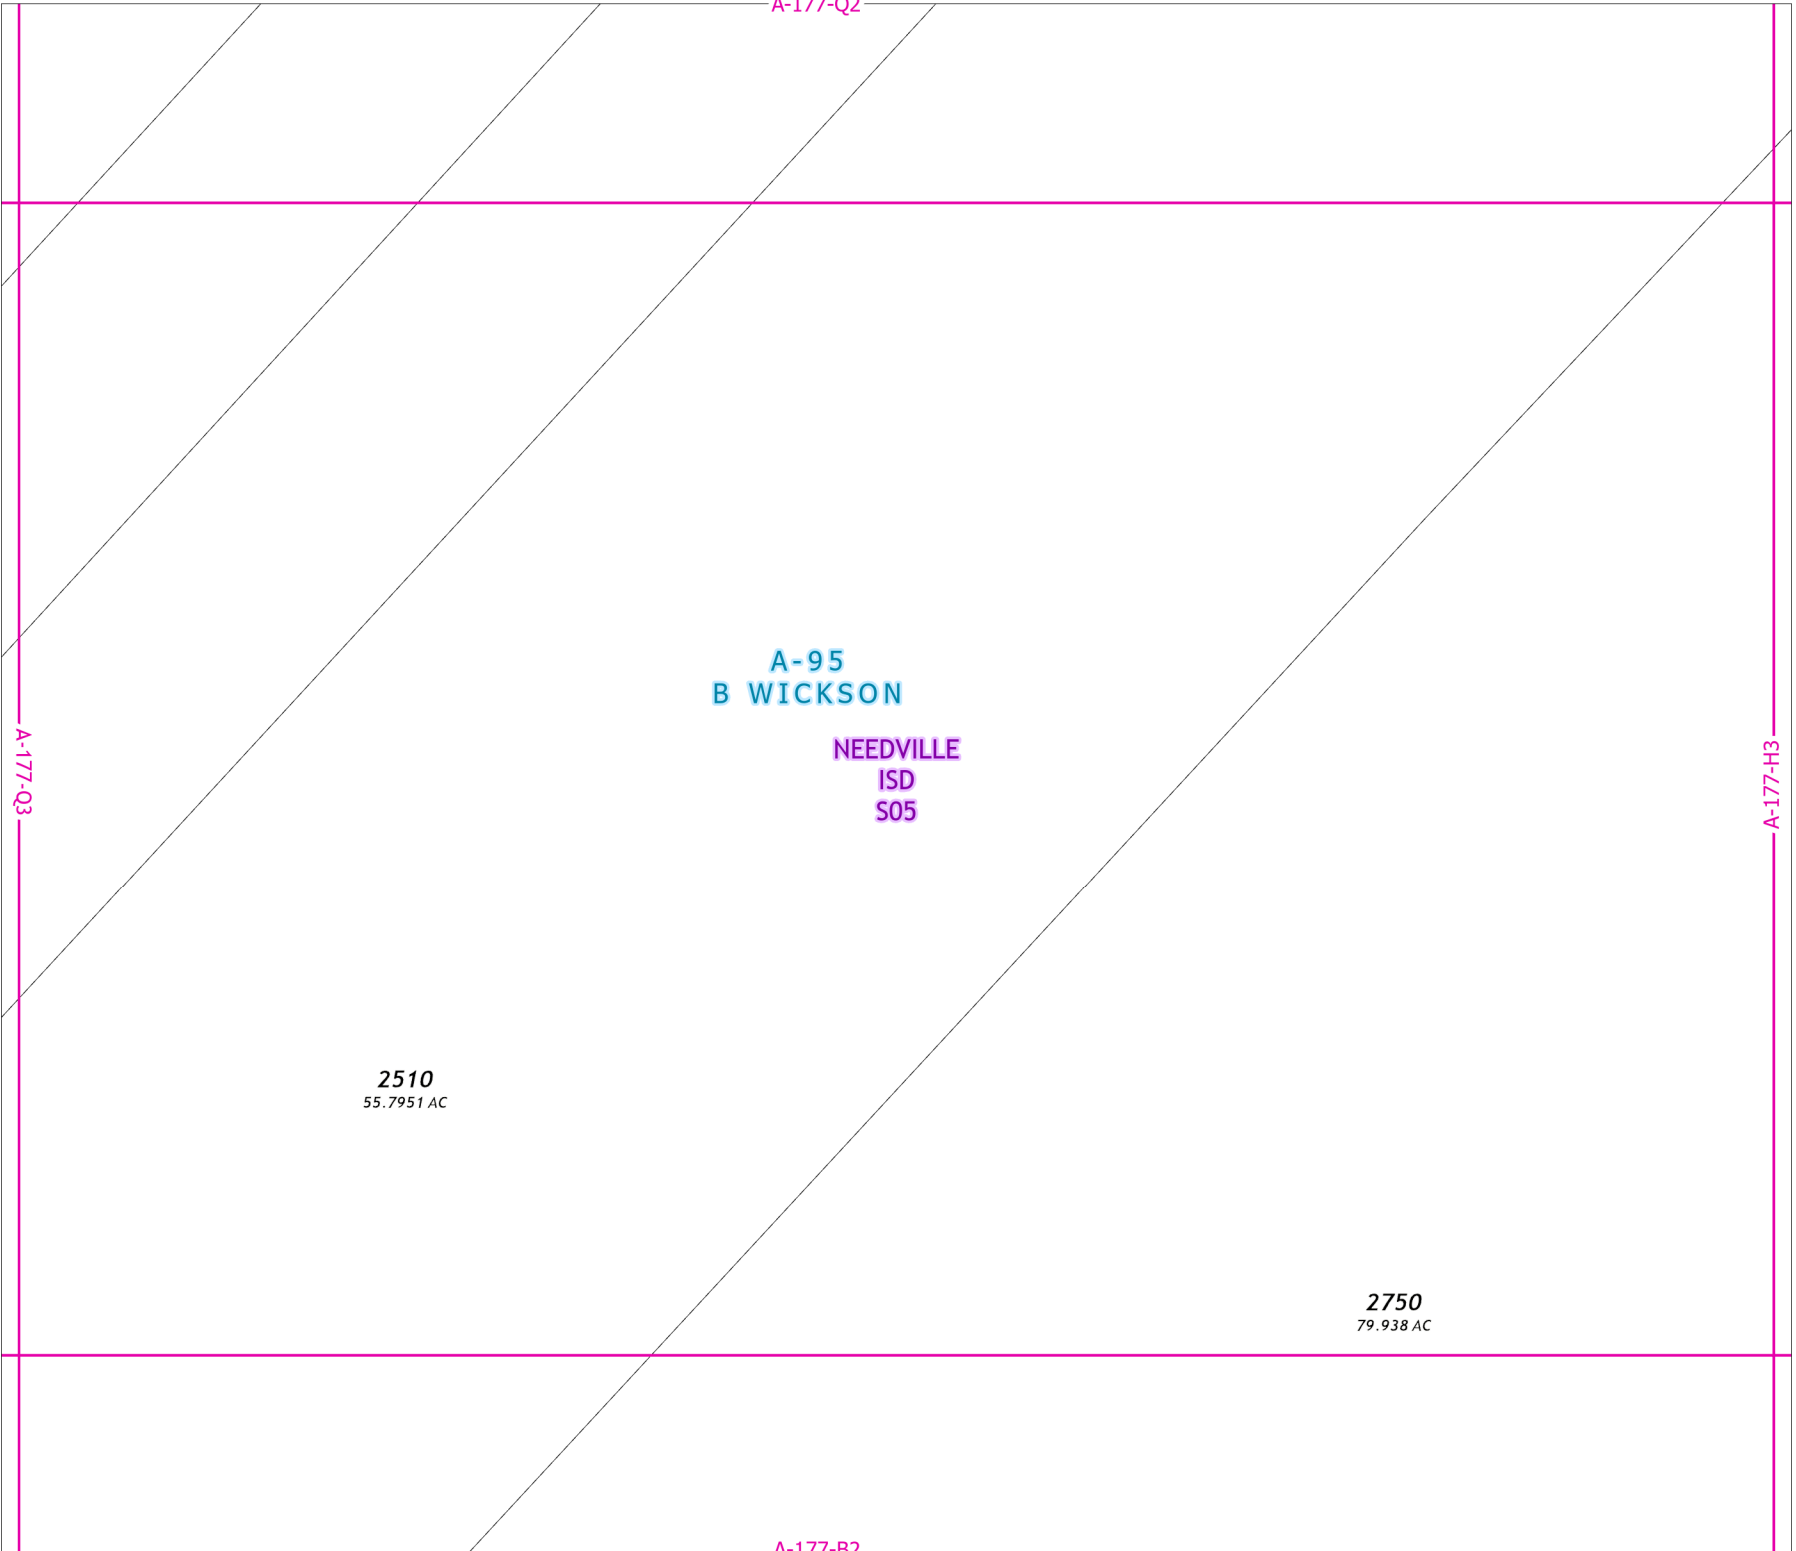 A-177-Q2
A-95
B WICKSON
NEEDVILLE
ISD
S05
A-177-Q3
A-177-H3
2510
55.7951 AC
2750
79.938 AC
A-177-B2